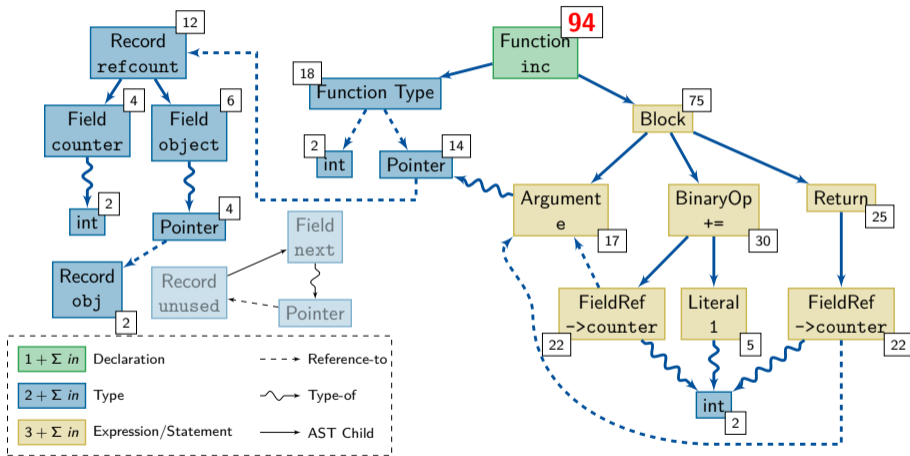 12
Record
refcount
4
Field
counter
6
Field
object
2
int
4
Pointer
Record
obj
2
Field
next
Record
unused
Pointer
94
Function
inc
18
Function Type
2
int
14
Pointer
75
Block
Argument
e
17
BinaryOp
+=
30
Return
25
FieldRef
->counter
22
Literal
1
5
FieldRef
->counter
22
int
2
1 + Σ in Declaration
2 + Σ in Type
3 + Σ in Expression/Statement
Reference-to
Type-of
AST Child